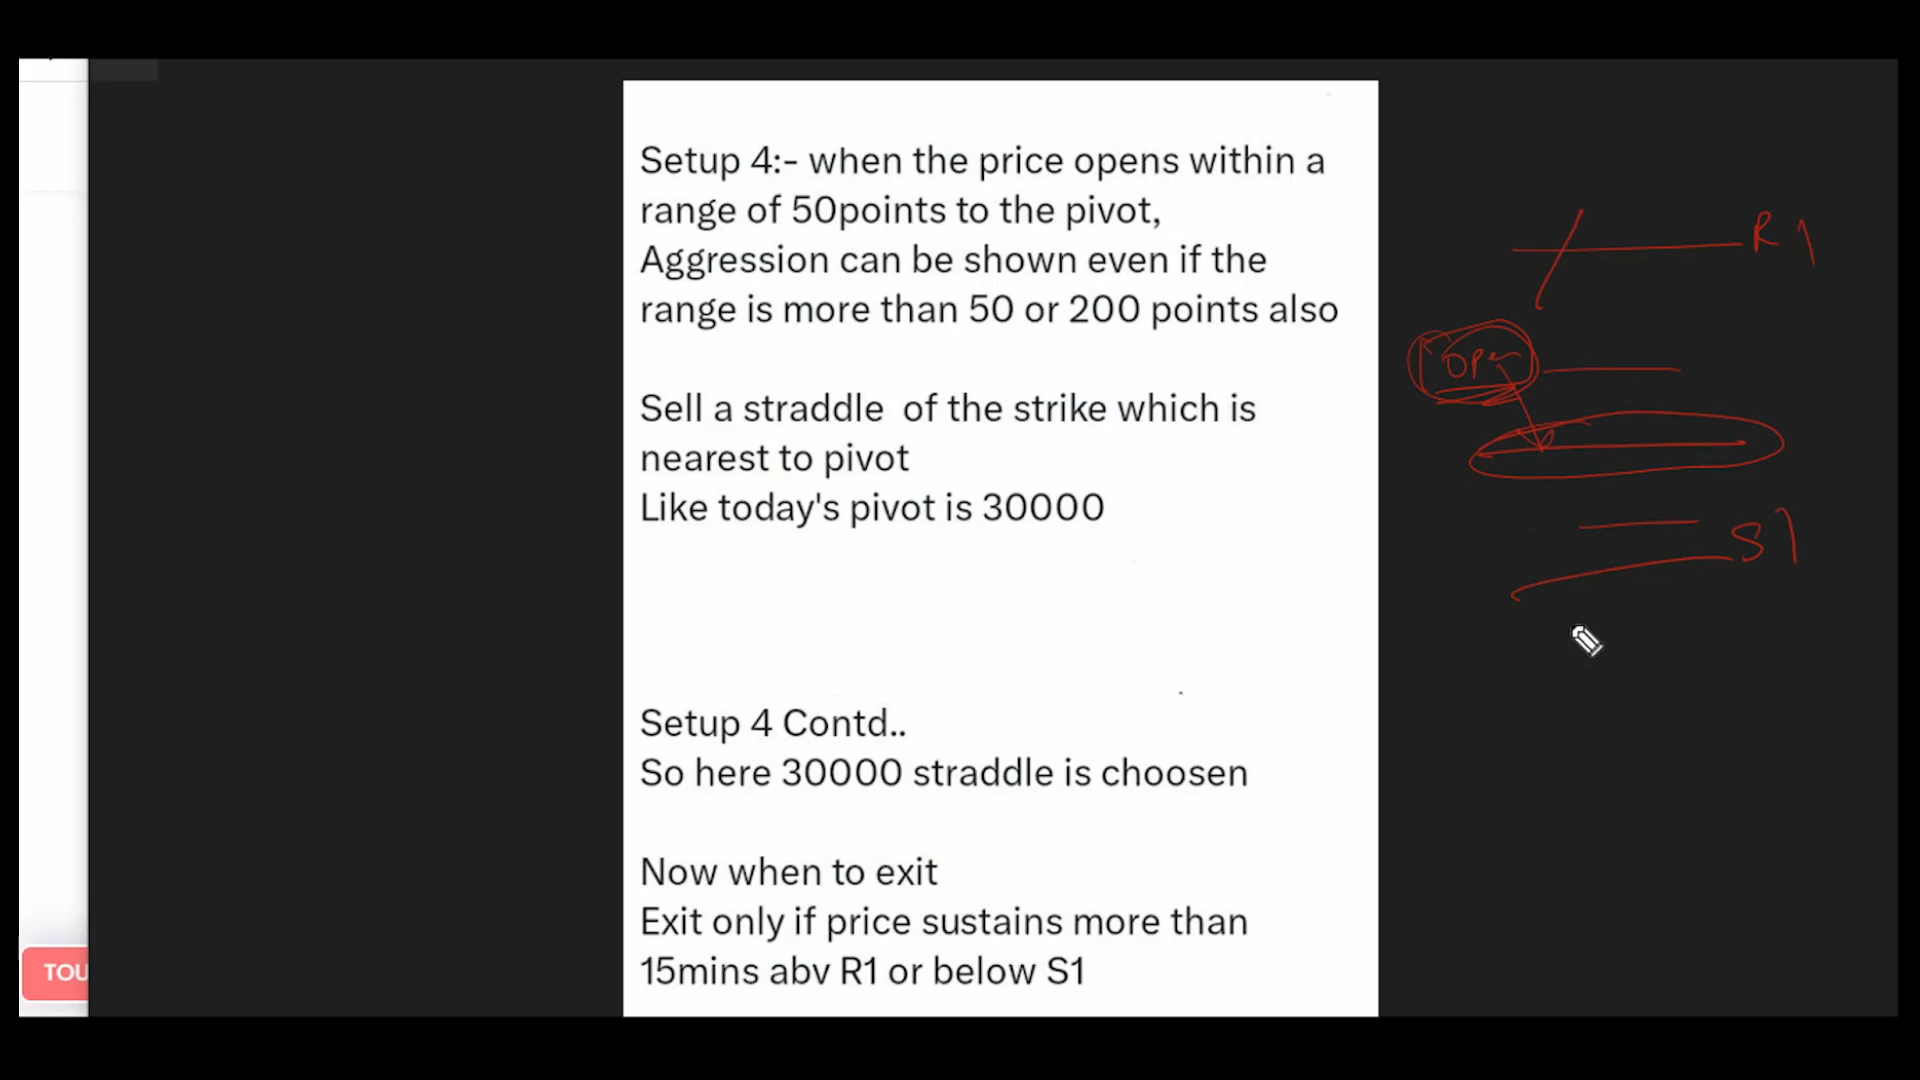 Setup 4:- when the price opens within a
range of 50points to the pivot,
Aggression can be shown even if the
range is more than 50 or 200 points also
Sell a straddle of the strike which is
nearest to pivot
Like today's pivot is 30000
Setup 4 Contd..
So here 30000 straddle is choosen
Now when to exit
Exit only if price sustains more than
15mins abv R1 or below S1
R1
open
S1
TOU